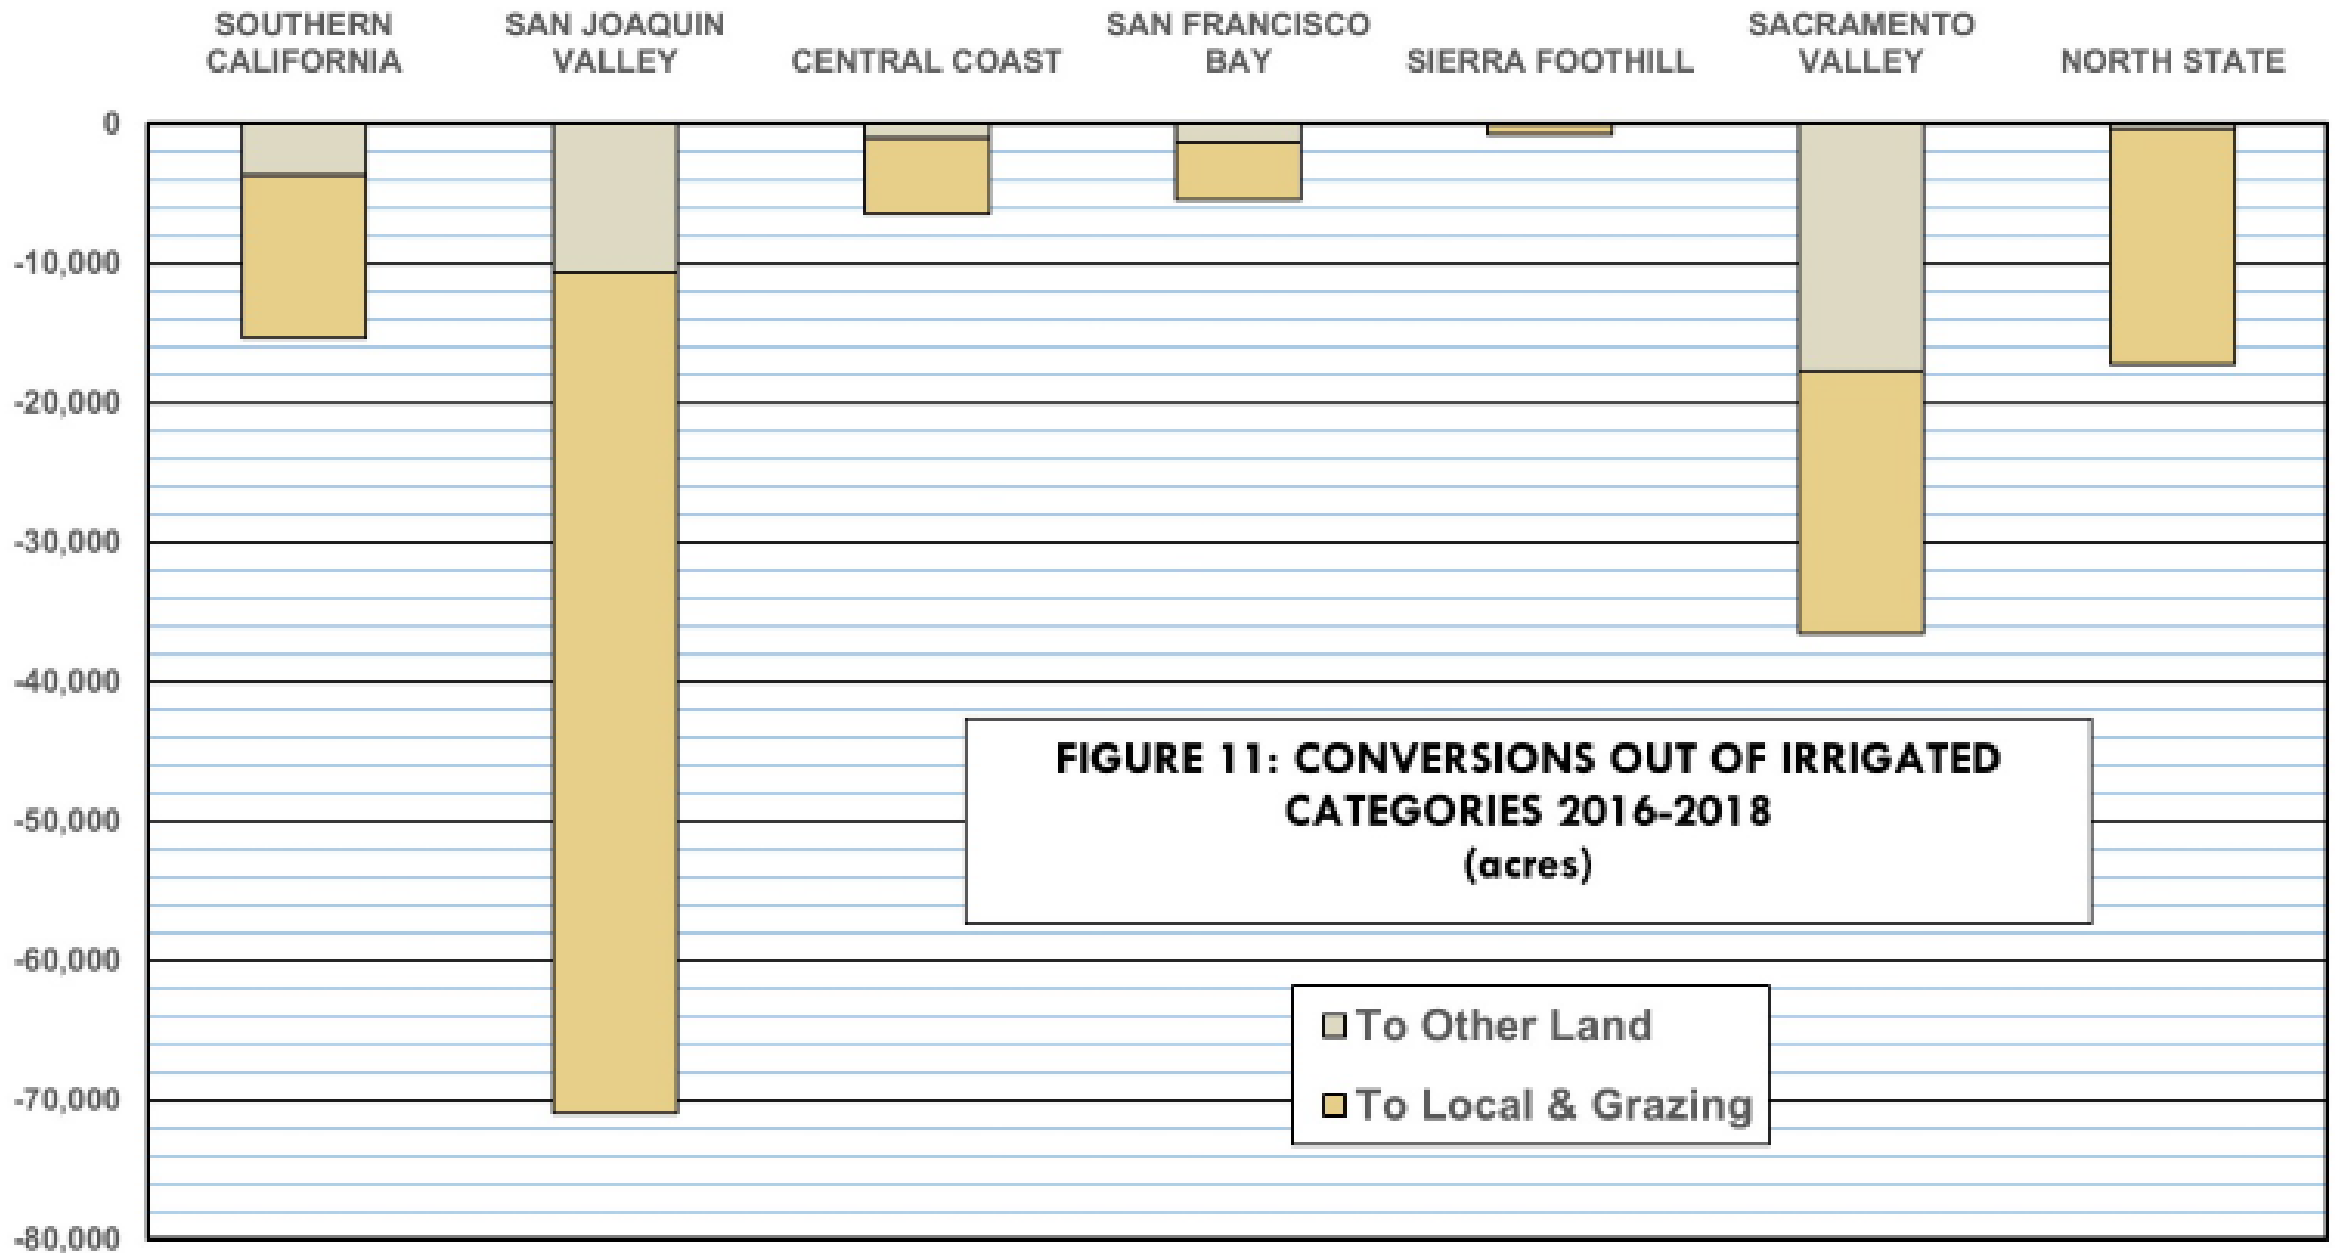 SOUTHERN
CALIFORNIA
SAN JOAQUIN
VALLEY
CENTRAL COAST
SAN FRANCISCO
BAY
SIERRA FOOTHILL
SACRAMENTO
VALLEY
NORTH STATE
0
-10,000
-20,000
-30,000
-40,000
-50,000
-60,000
-70,000
-80,000
FIGURE 11: CONVERSIONS OUT OF IRRIGATED
CATEGORIES 2016-2018
(acres)
To Other Land
To Local & Grazing